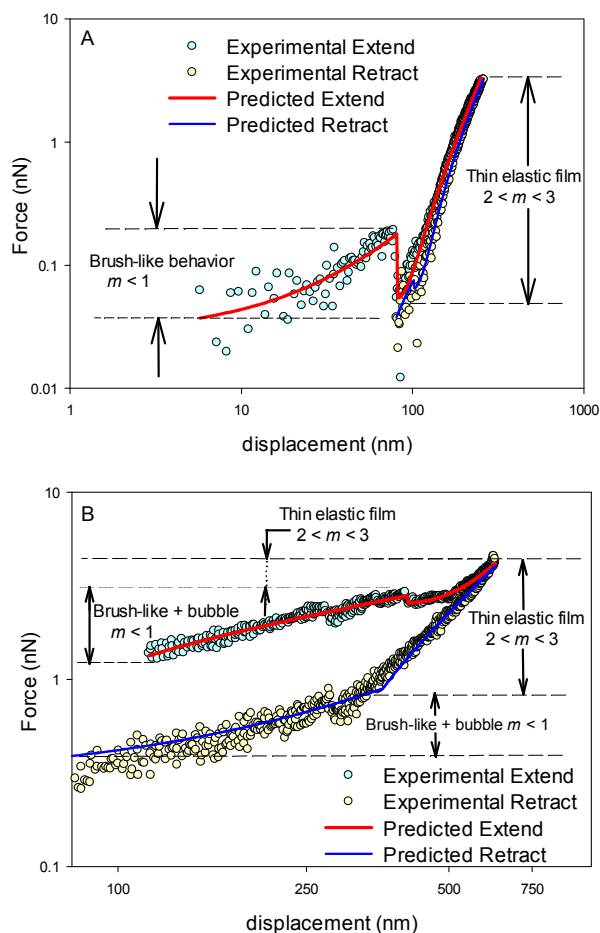 A
Experimental Extend
Experimental Retract
Predicted Extend
Predicted Retract
Thin elastic film
2 < m < 3
Brush-like behavior
m < 1
Force (nN)
1
0.1
0.01
1 10 100 1000
displacement (nm)
B
Thin elastic film
2 < m < 3
Brush-like + bubble
m < 1
Thin elastic film
2 < m < 3
Brush-like + bubble m < 1
Experimental Extend
Experimental Retract
Predicted Extend
Predicted Retract
Force (nN)
10
1
0.1
100 250 500 750
displacement (nm)